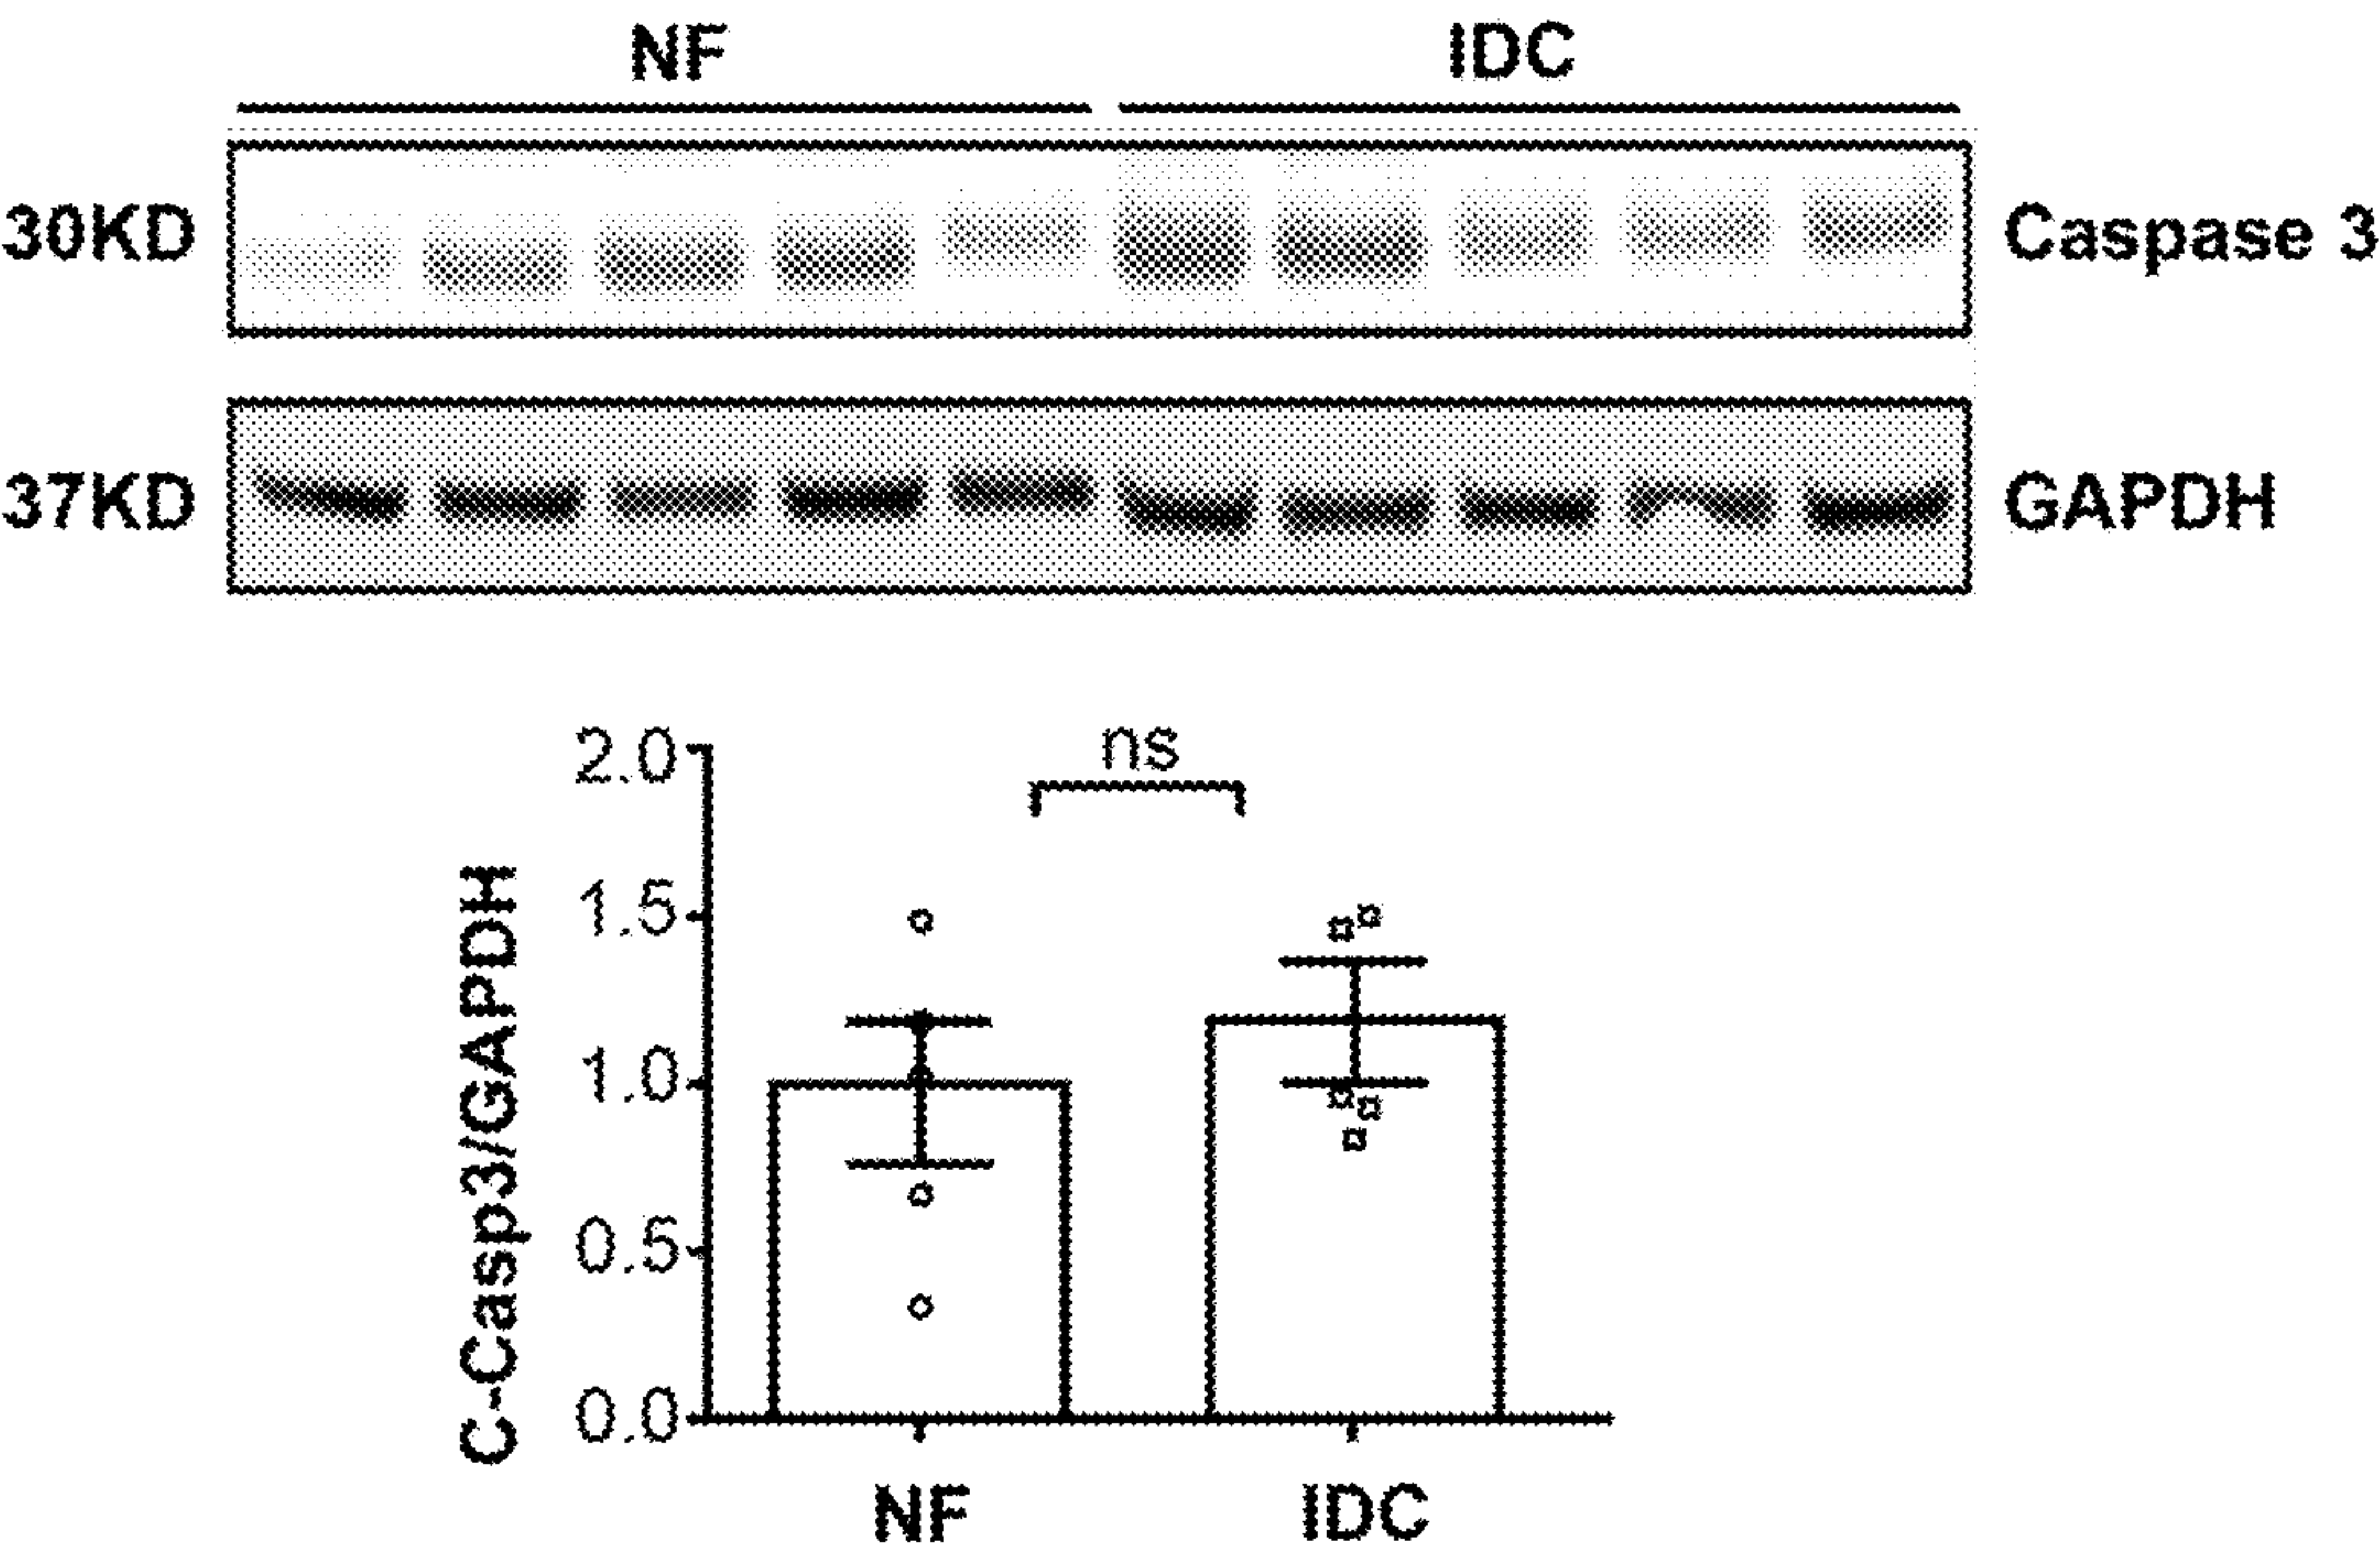 NF IDC
30KD Caspase 3
37KD GAPDH
ns
C-Casp3/GAPDH
2.0
1.5
1.0
0.5
0.0
NF IDC